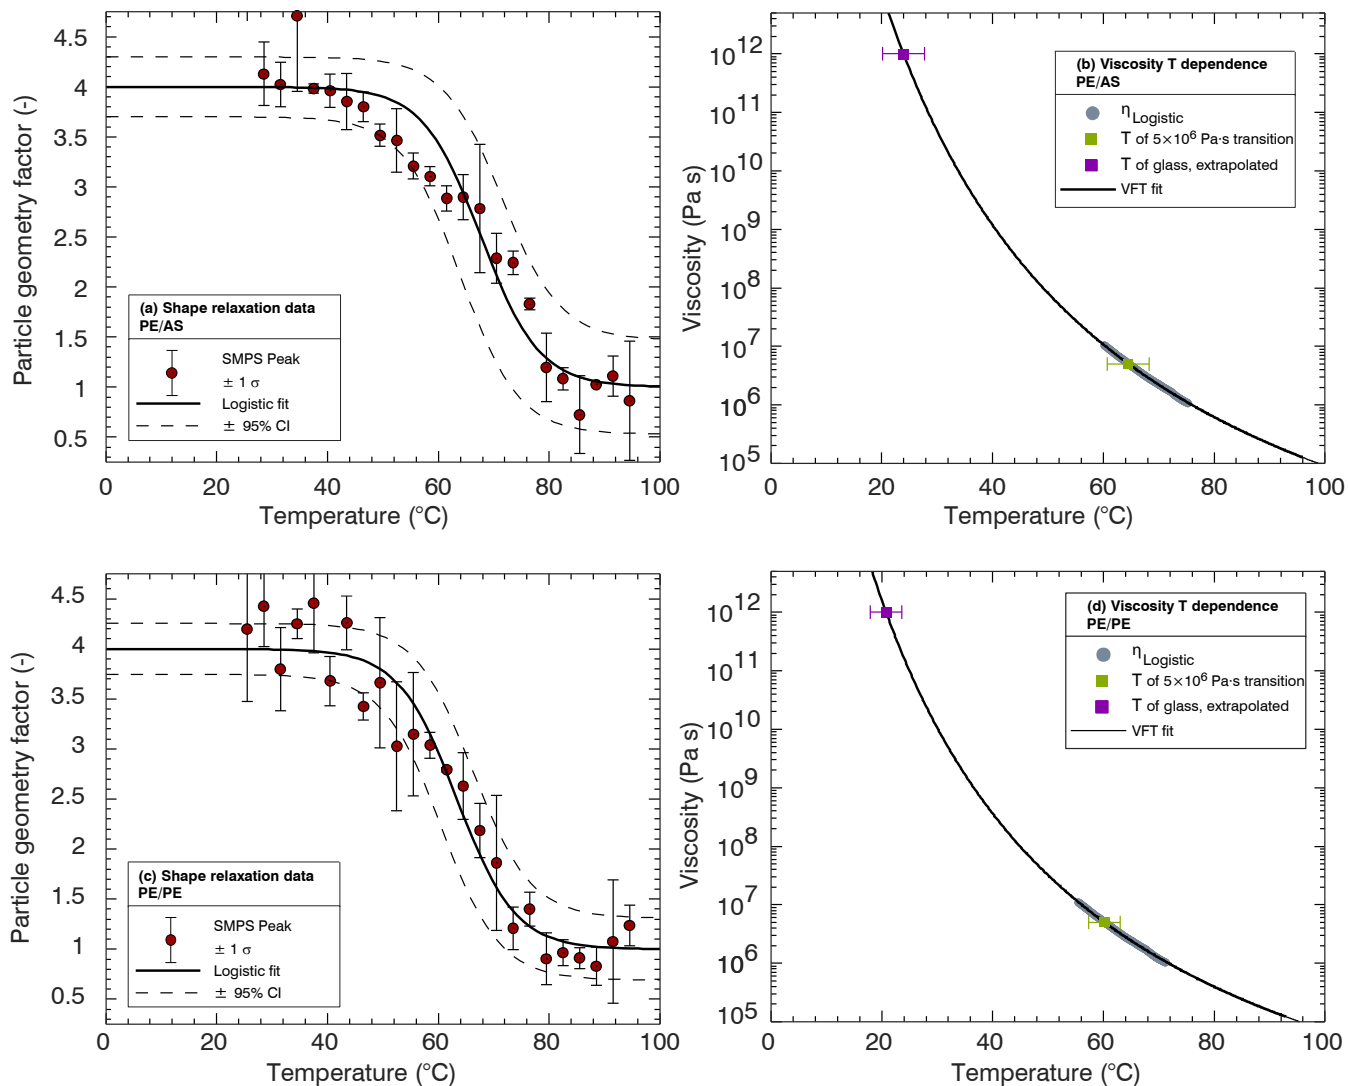 4.5
4
3.5
3
2.5
2
1.5
1
0.5
0
20
40
60
80
100
Particle geometry factor (-)
Temperature (°C)
(a) Shape relaxation data
PE/AS
SMPS Peak
± 1 σ
Logistic fit
± 95% CI
10^12
10^11
10^10
10^9
10^8
10^7
10^6
10^5
0
20
40
60
80
100
Viscosity (Pa s)
Temperature (°C)
(b) Viscosity T dependence
PE/AS
η_Logistic
T of 5×10^6 Pa·s transition
T of glass, extrapolated
VFT fit
4.5
4
3.5
3
2.5
2
1.5
1
0.5
0
20
40
60
80
100
Particle geometry factor (-)
Temperature (°C)
(c) Shape relaxation data
PE/PE
SMPS Peak
± 1 σ
Logistic fit
± 95% CI
10^12
10^11
10^10
10^9
10^8
10^7
10^6
10^5
0
20
40
60
80
100
Viscosity (Pa s)
Temperature (°C)
(d) Viscosity T dependence
PE/PE
η_Logistic
T of 5×10^6 Pa·s transition
T of glass, extrapolated
VFT fit